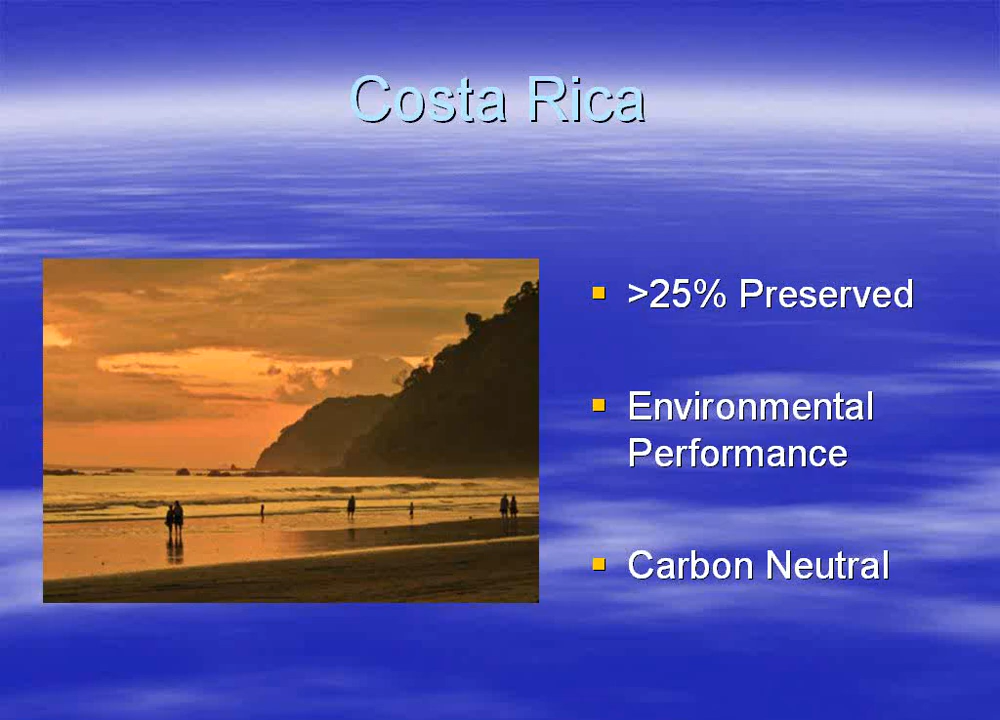 Costa Rica
>25% Preserved
Environmental
Performance
Carbon Neutral